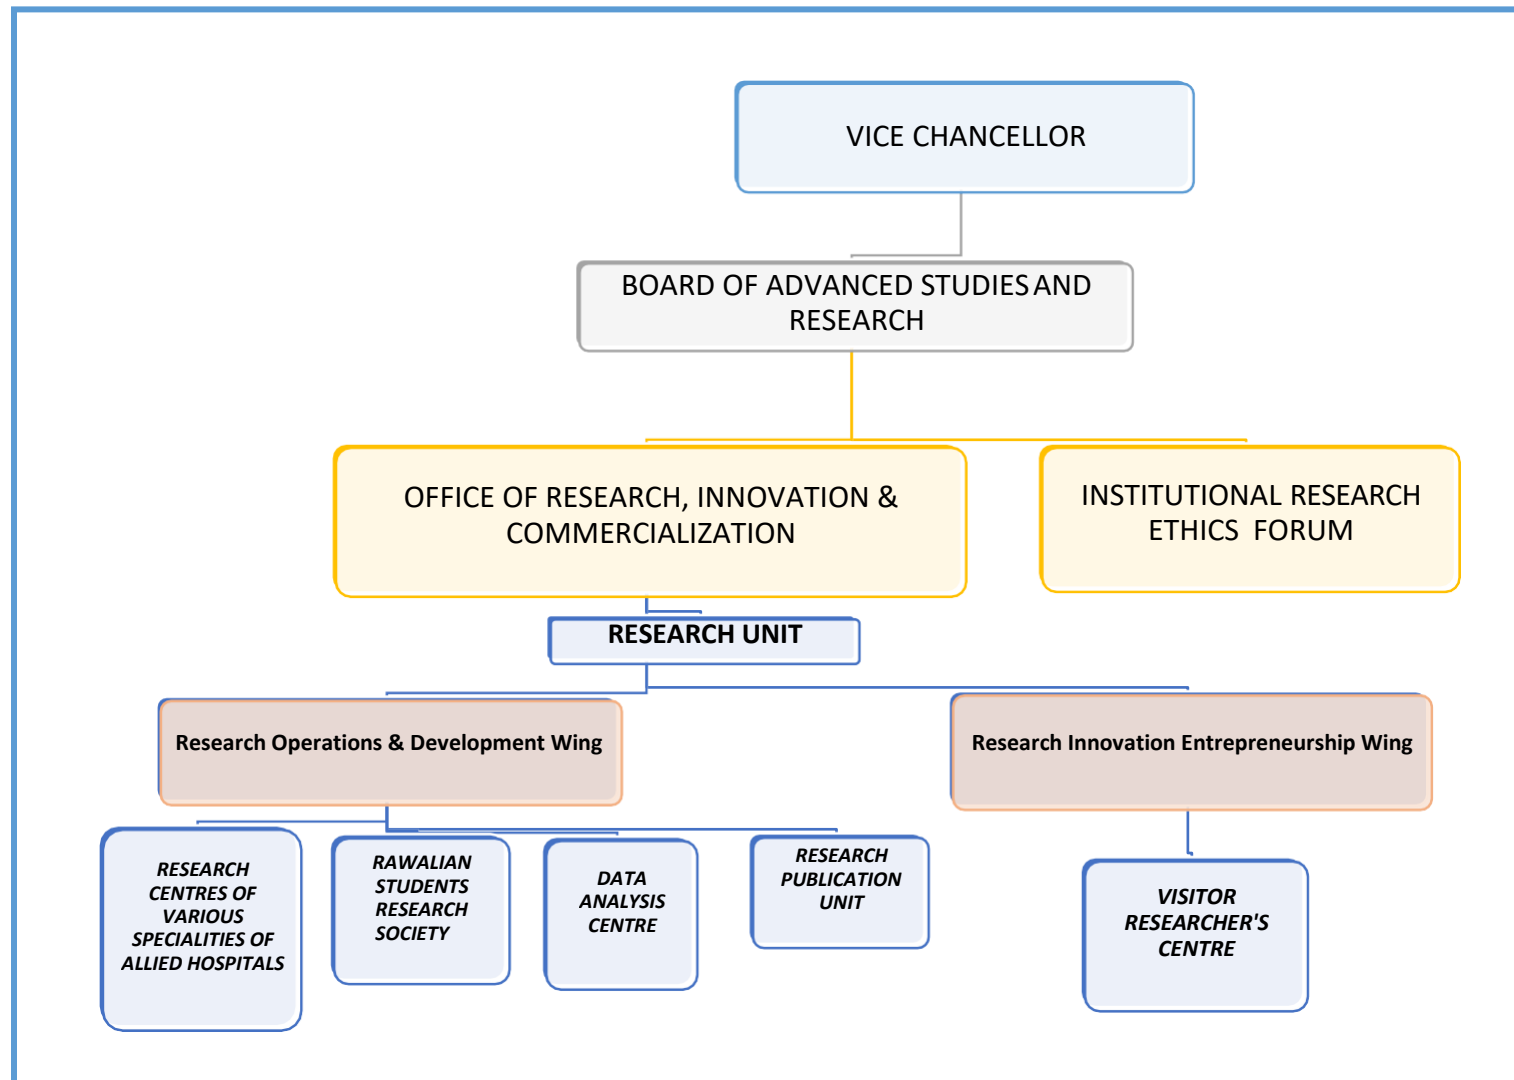 VICE CHANCELLOR
BOARD OF ADVANCED STUDIES AND
RESEARCH
OFFICE OF RESEARCH, INNOVATION &
COMMERCIALIZATION
INSTITUTIONAL RESEARCH
ETHICS FORUM
RESEARCH UNIT
Research Operations & Development Wing
Research Innovation Entrepreneurship Wing
RESEARCH
CENTRES OF
VARIOUS
SPECIALITIES OF
ALLIED HOSPITALS
RAWALIAN
STUDENTS
RESEARCH
SOCIETY
DATA
ANALYSIS
CENTRE
RESEARCH
PUBLICATION
UNIT
VISITOR
RESEARCHER'S
CENTRE